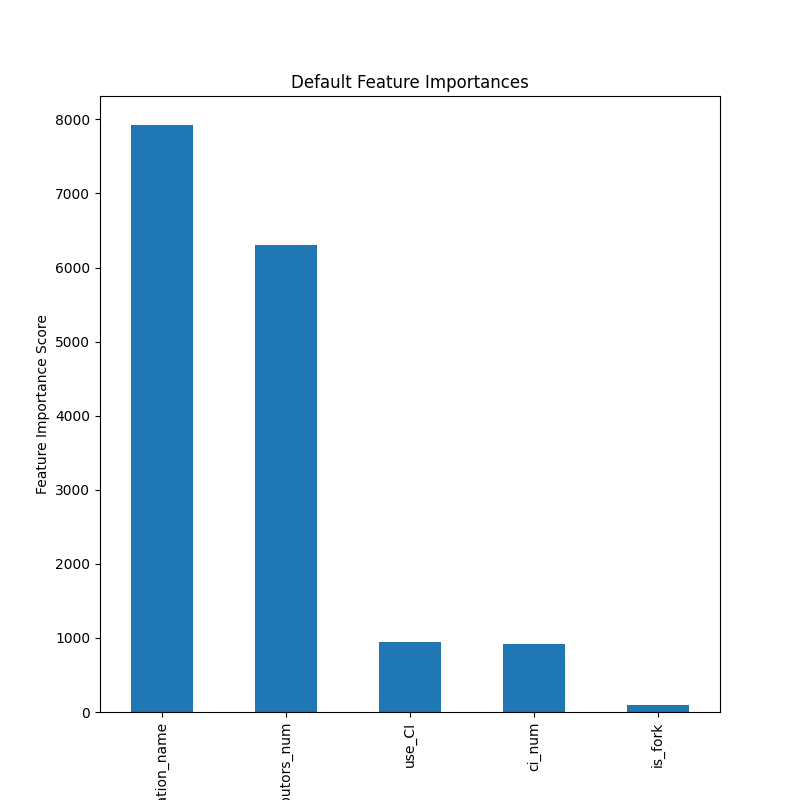 Default Feature Importances
Feature Importance Score
8000
7000
6000
5000
4000
3000
2000
1000
0
ation_name
butors_num
use_CI
ci_num
is_fork